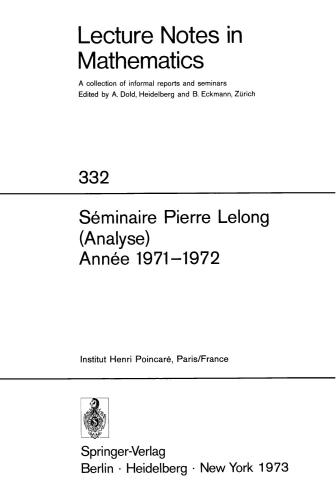 Lecture Notes in
Mathematics
A collection of informal reports and seminars
Edited by A. Dold, Heidelberg and B. Eckmann, Zürich
332
Séminaire Pierre Lelong
(Analyse)
Année 1971–1972
Institut Henri Poincaré, Paris/France
Springer-Verlag
Berlin · Heidelberg · New York 1973